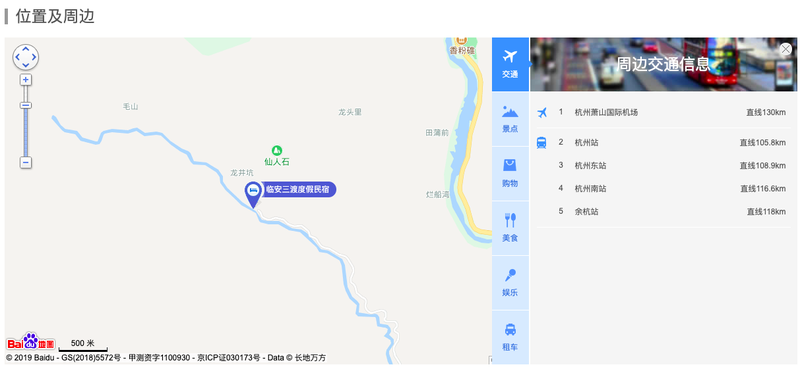 位置及周边
香粉礁
毛山
龙头里
田蒲前
仙人石
龙井坑
烂船湾
临安三渡度假民宿
Bai du 地图
500 米
© 2019 Baidu - GS(2018)5572号 - 甲测资字1100930 - 京ICP证030173号 - Data © 长地万方
交通
景点
购物
美食
娱乐
租车
周边交通信息
1 杭州萧山国际机场 直线130km
2 杭州站 直线105.8km
3 杭州东站 直线108.9km
4 杭州南站 直线116.6km
5 余杭站 直线118km